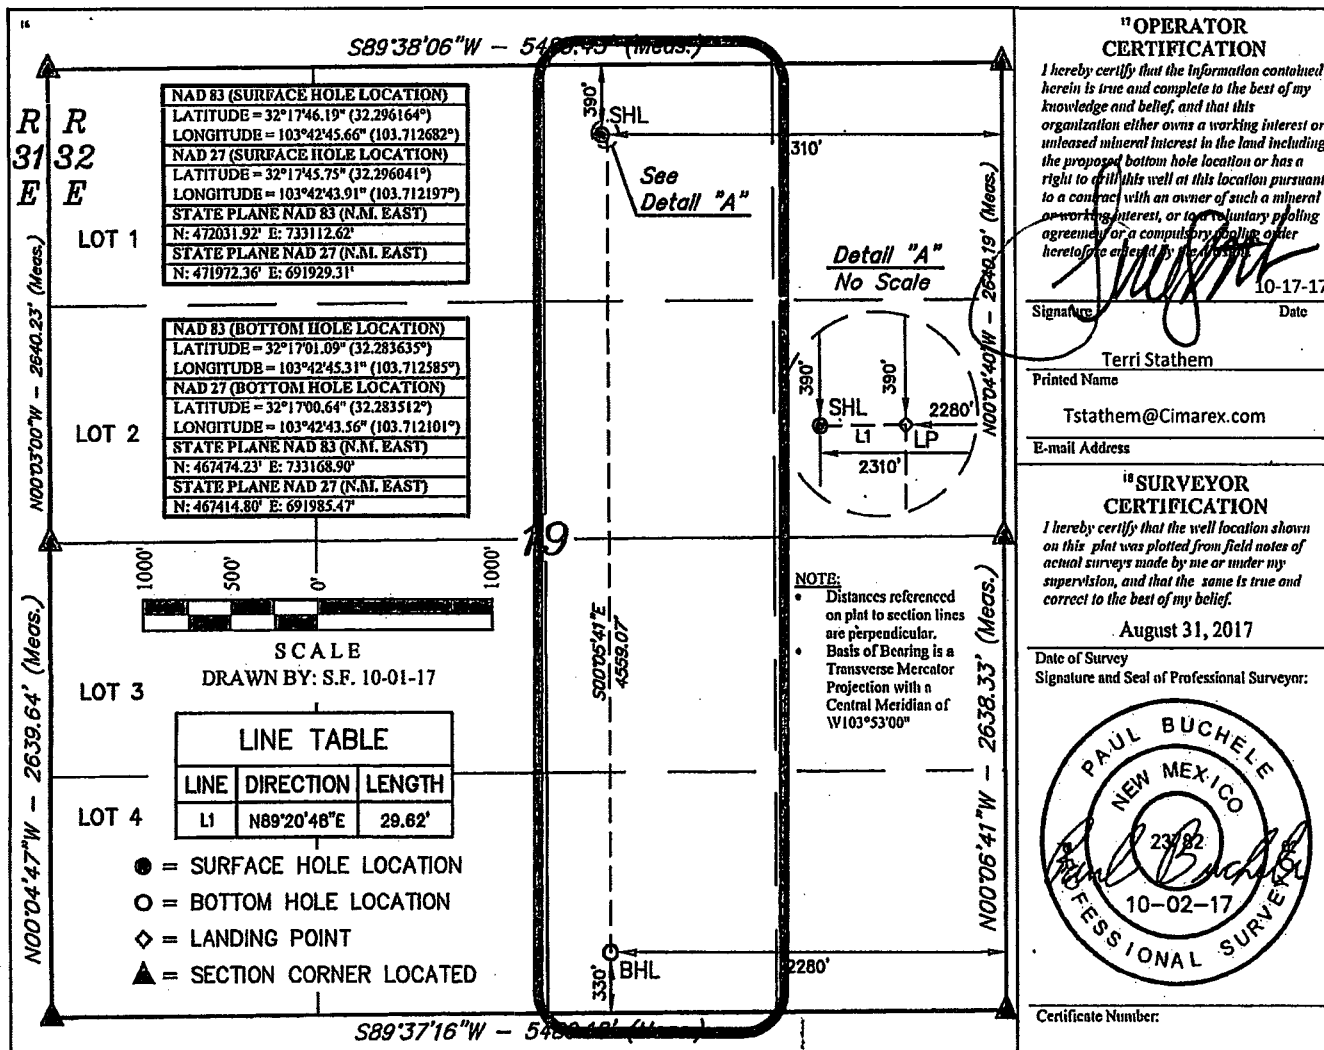 16
S89°38'06"W – (Meas.)
R R
31 32
E E
NAD 83 (SURFACE HOLE LOCATION)
LATITUDE = 32°17'46.19" (32.296164°)
LONGITUDE = 103°42'45.66" (103.712682°)
NAD 27 (SURFACE HOLE LOCATION)
LATITUDE = 32°17'45.75" (32.296041°)
LONGITUDE = 103°42'43.91" (103.712197°)
STATE PLANE NAD 83 (N.M. EAST)
N: 472031.92' E: 733112.62'
STATE PLANE NAD 27 (N.M. EAST)
N: 471972.36' E: 691929.31'
LOT 1
N00°03'00"W – 2640.23' (Meas.)
390'
SHL
See
Detail "A"
N00°04'40"W – 2640.19' (Meas.)
NAD 83 (BOTTOM HOLE LOCATION)
LATITUDE = 32°17'01.09" (32.283635°)
LONGITUDE = 103°42'45.31" (103.712585°)
NAD 27 (BOTTOM HOLE LOCATION)
LATITUDE = 32°17'00.64" (32.283512°)
LONGITUDE = 103°42'43.56" (103.712101°)
STATE PLANE NAD 83 (N.M. EAST)
N: 467474.23' E: 733168.90'
STATE PLANE NAD 27 (N.M. EAST)
N: 467414.80' E: 691985.47'
LOT 2
Detail "A"
No Scale
390'
390'
SHL
2280'
L1
LP
2310'
19
1000'
500'
0'
1000'
SCALE
DRAWN BY: S.F. 10-01-17
LOT 3
N00°04'47"W – 2639.64' (Meas.)
S00°05'41"E
4559.07'
NOTE:
• Distances referenced
on plat to section lines
are perpendicular.
• Basis of Bearing is a
Transverse Mercator
Projection with a
Central Meridian of
W103°53'00"
N00°06'41"W – 2638.33' (Meas.)
LINE TABLE
LINE DIRECTION LENGTH
L1 N89°20'46"E 29.62'
LOT 4
= SURFACE HOLE LOCATION
= BOTTOM HOLE LOCATION
= LANDING POINT
= SECTION CORNER LOCATED
BHL
330'
2280'
S89°37'16"W –
17 OPERATOR
CERTIFICATION
I hereby certify that the information contained
herein is true and complete to the best of my
knowledge and belief, and that this
organization either owns a working interest or
unleased mineral interest in the land including
the proposed bottom hole location or has a
right to drill this well at this location pursuant
to a contract with an owner of such a mineral
or working interest, or to a voluntary pooling
agreement or a compulsory pooling order
heretofore entered by the
10-17-17
Signature Date
Terri Stathem
Printed Name
Tstathem@Cimarex.com
E-mail Address
18 SURVEYOR
CERTIFICATION
I hereby certify that the well location shown
on this plat was plotted from field notes of
actual surveys made by me or under my
supervision, and that the same is true and
correct to the best of my belief.
August 31, 2017
Date of Survey
Signature and Seal of Professional Surveyor:
PAUL BUCHELE
NEW MEXICO
23782
Paul Buchele
10-02-17
PROFESSIONAL SURVEYOR
Certificate Number: